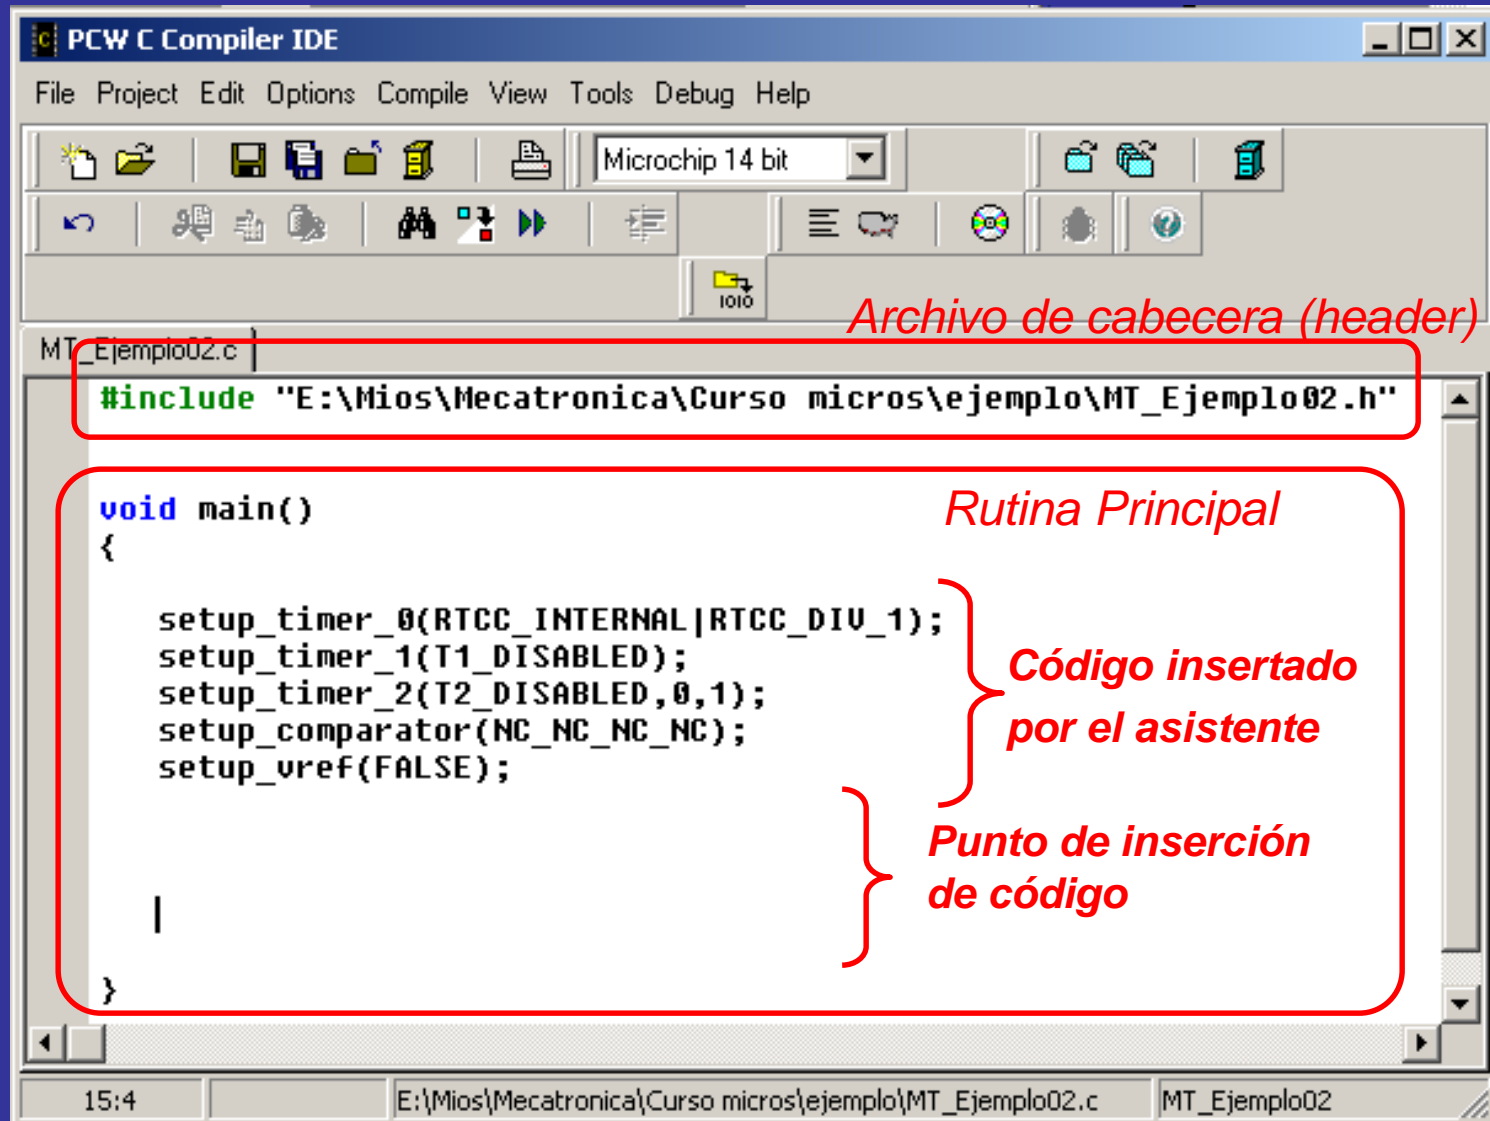 PCW C Compiler IDE
File Project Edit Options Compile View Tools Debug Help
Microchip 14 bit
1010
Archivo de cabecera (header)
MT_Ejemplo02.c
#include "E:\Mios\Mecatronica\Curso micros\ejemplo\MT_Ejemplo02.h"
void main()
Rutina Principal
{
setup_timer_0(RTCC_INTERNAL|RTCC_DIV_1);
setup_timer_1(T1_DISABLED);
setup_timer_2(T2_DISABLED,0,1);
setup_comparator(NC_NC_NC_NC);
setup_vref(FALSE);
Código insertado
por el asistente
Punto de inserción
de código
}
15:4
E:\Mios\Mecatronica\Curso micros\ejemplo\MT_Ejemplo02.c
MT_Ejemplo02